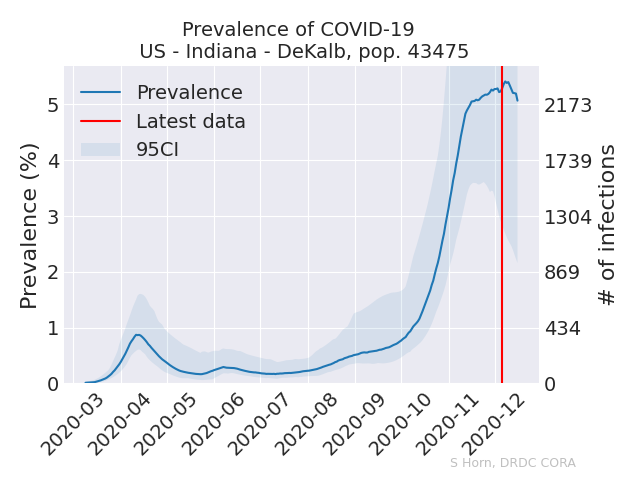 Prevalence of COVID-19
US - Indiana - DeKalb, pop. 43475
Prevalence
Latest data
95CI
Prevalence (%)
5
4
3
2
1
0
2173
1739
1304
869
434
0
# of infections
2020-03
2020-04
2020-05
2020-06
2020-07
2020-08
2020-09
2020-10
2020-11
2020-12
S Horn, DRDC CORA